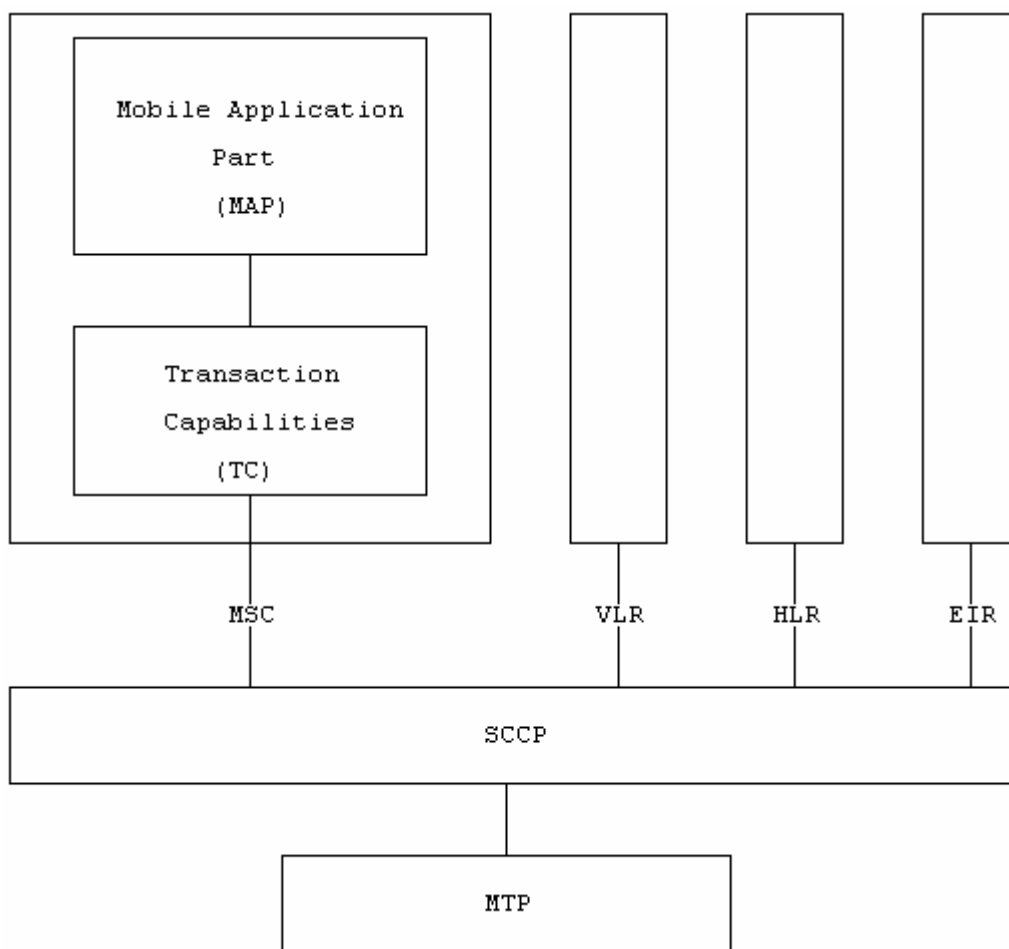 Mobile Application
Part
(MAP)
Transaction
Capabilities
(TC)
MSC
VLR
HLR
EIR
SCCP
MTP